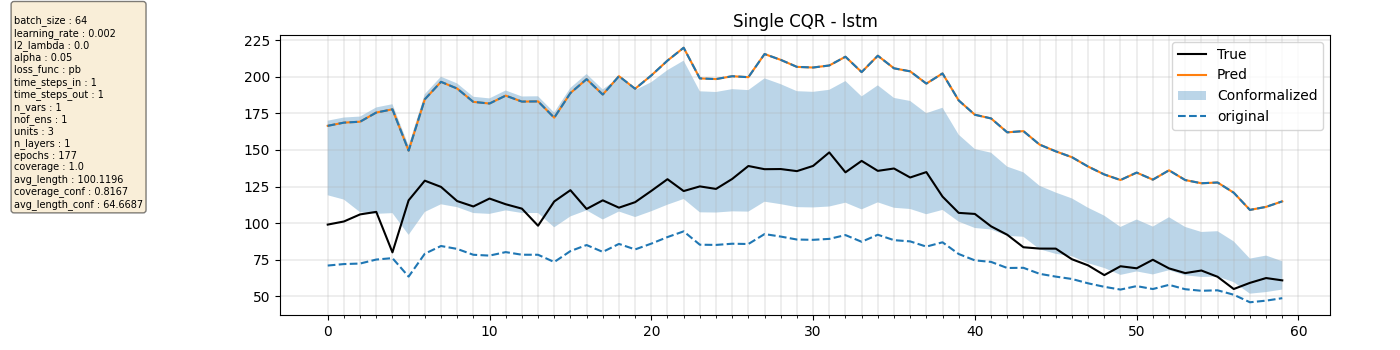 batch_size : 64
learning_rate : 0.002
l2_lambda : 0.0
alpha : 0.05
loss_func : pb
time_steps_in : 1
time_steps_out : 1
n_vars : 1
nof_ens : 1
units : 3
n_layers : 1
epochs : 177
coverage : 1.0
avg_length : 100.1196
coverage_conf : 0.8167
avg_length_conf : 64.6687
Single CQR - lstm
225
200
175
150
125
100
75
50
True
Pred
Conformalized
original
0 10 20 30 40 50 60